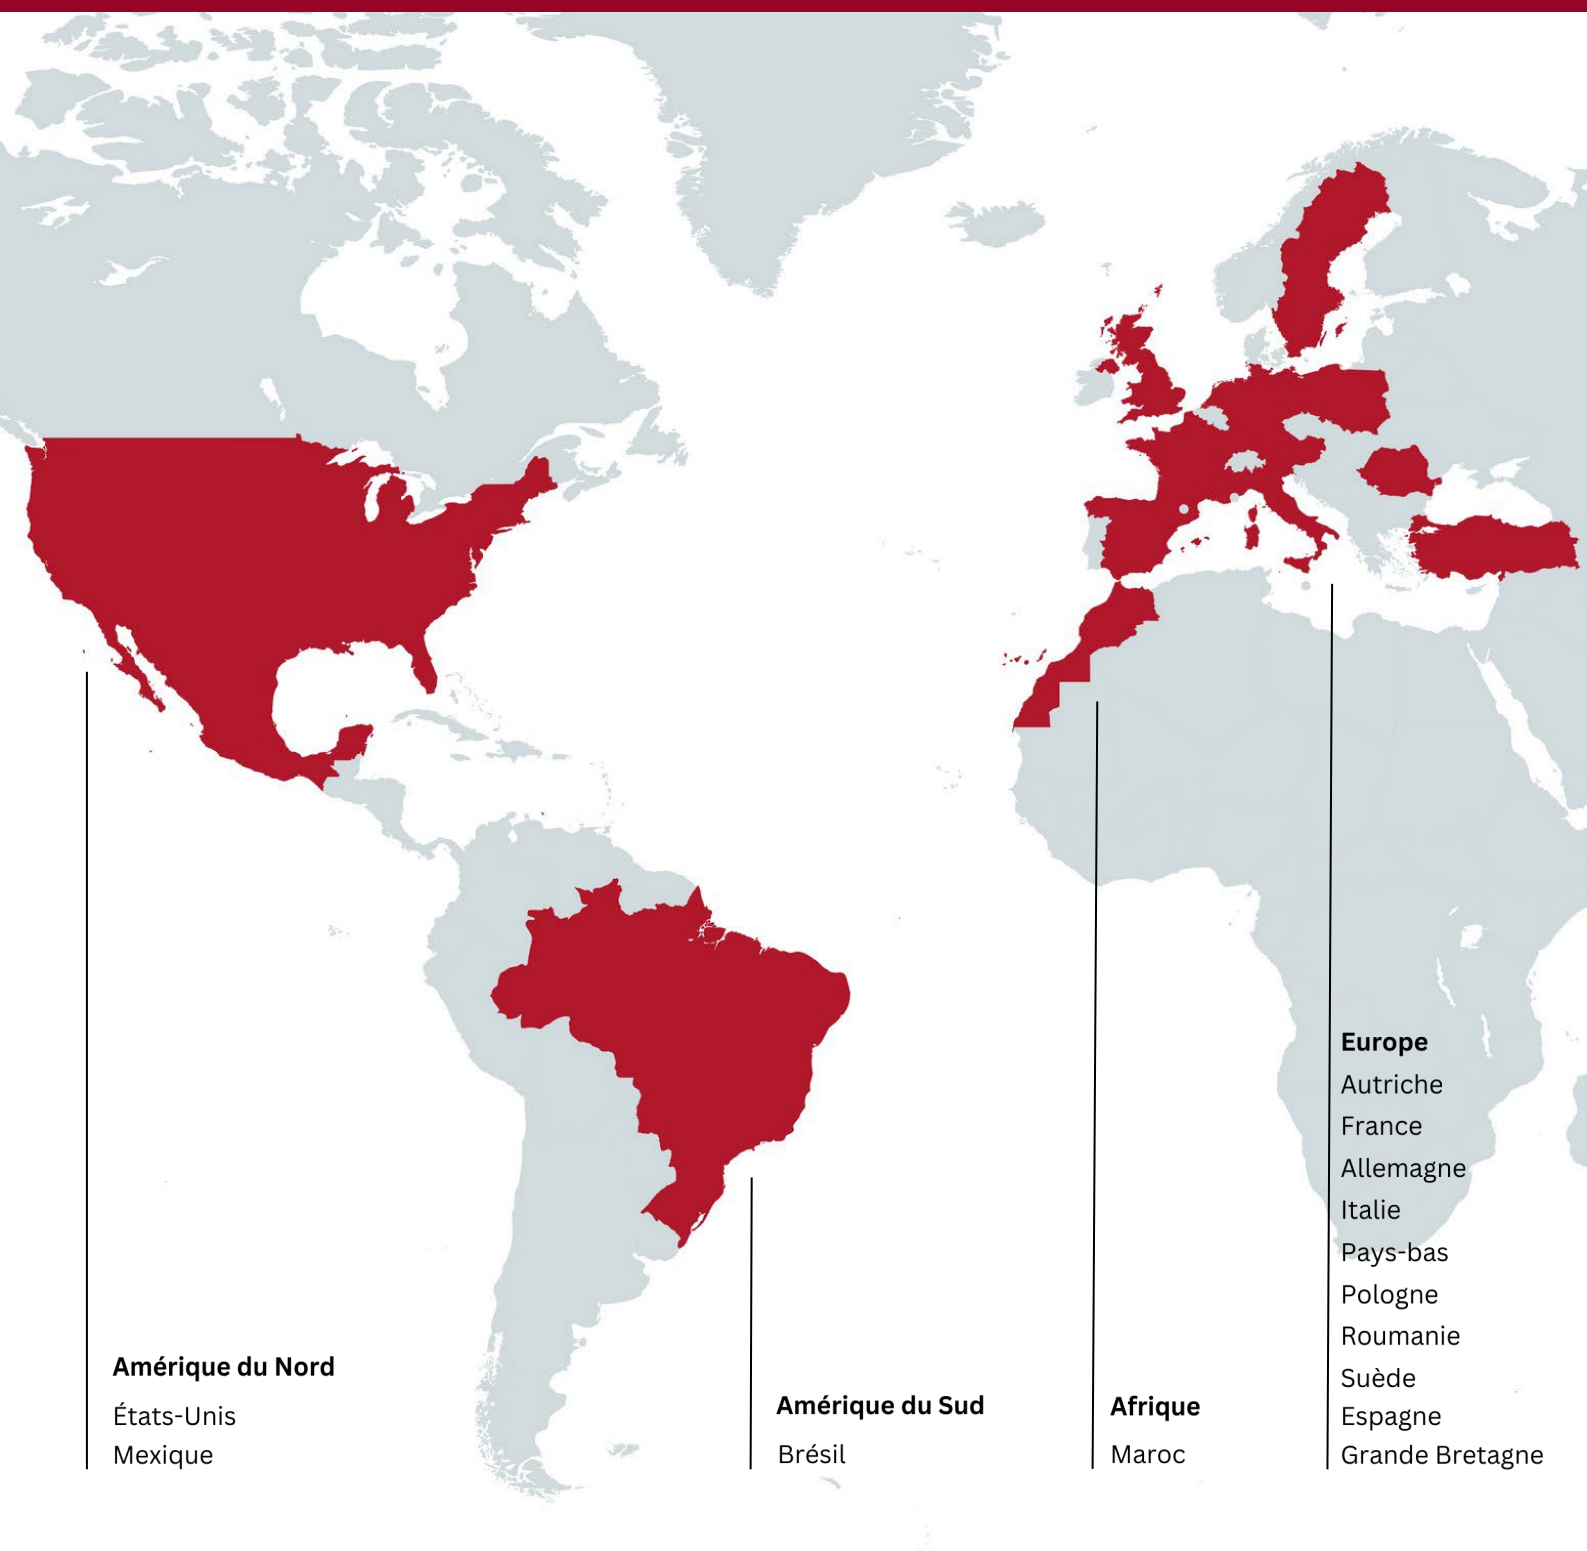 Amérique du Nord
États-Unis
Mexique
Amérique du Sud
Brésil
Afrique
Maroc
Europe
Autriche
France
Allemagne
Italie
Pays-bas
Pologne
Roumanie
Suède
Espagne
Grande Bretagne